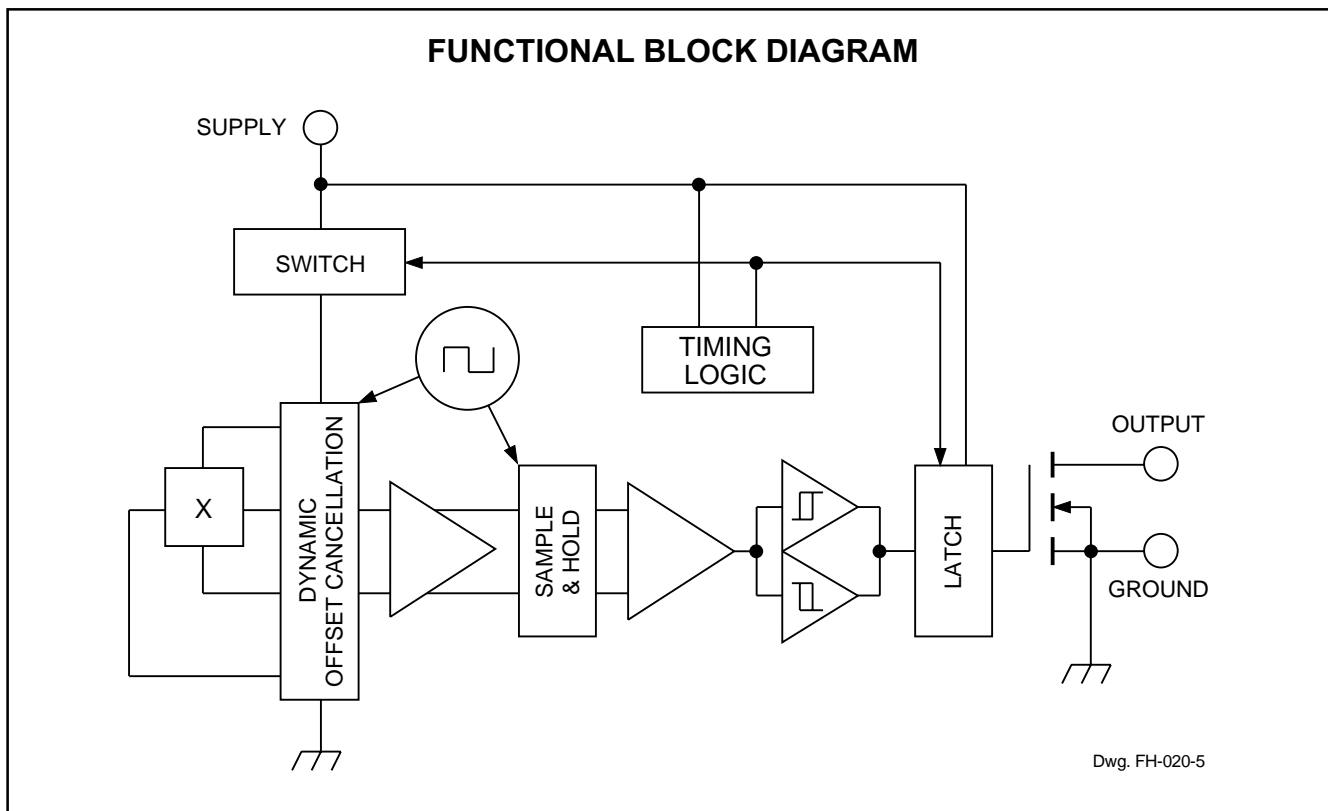 FUNCTIONAL BLOCK DIAGRAM
SUPPLY
SWITCH
TIMING
LOGIC
DYNAMIC
OFFSET CANCELLATION
X
SAMPLE
& HOLD
LATCH
OUTPUT
GROUND
Dwg. FH-020-5